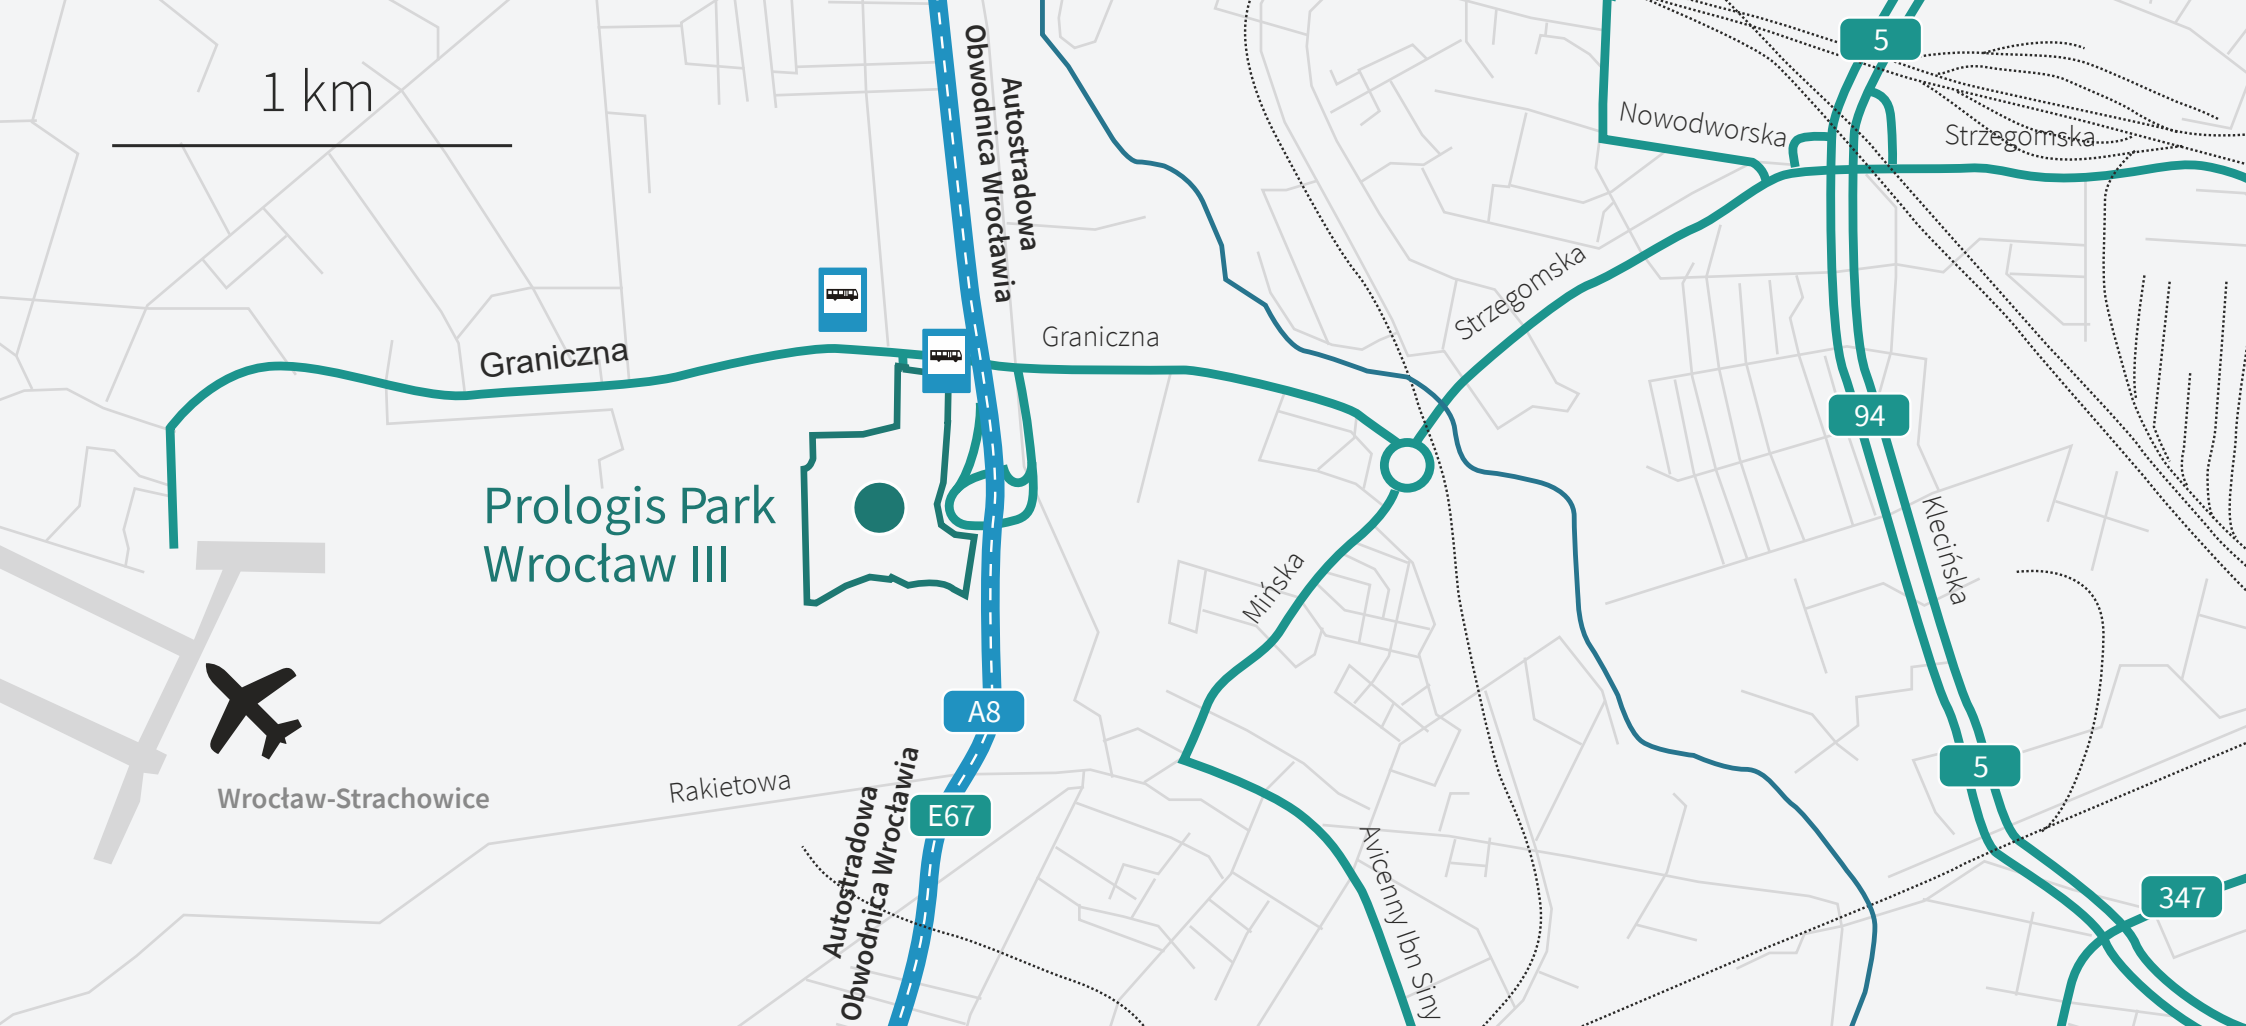 5
1 km
Autostradowa
Obwodnica Wrocławia
Nowodworska
Strzegomska
Strzegomska
Graniczna
Graniczna
94
Prologis Park
Wrocław III
Klecińska
Mińska
A8
5
Wrocław-Strachowice
Rakietowa
E67
Autostradowa
Obwodnica Wrocławia
Avicenny Ibn Siny
347